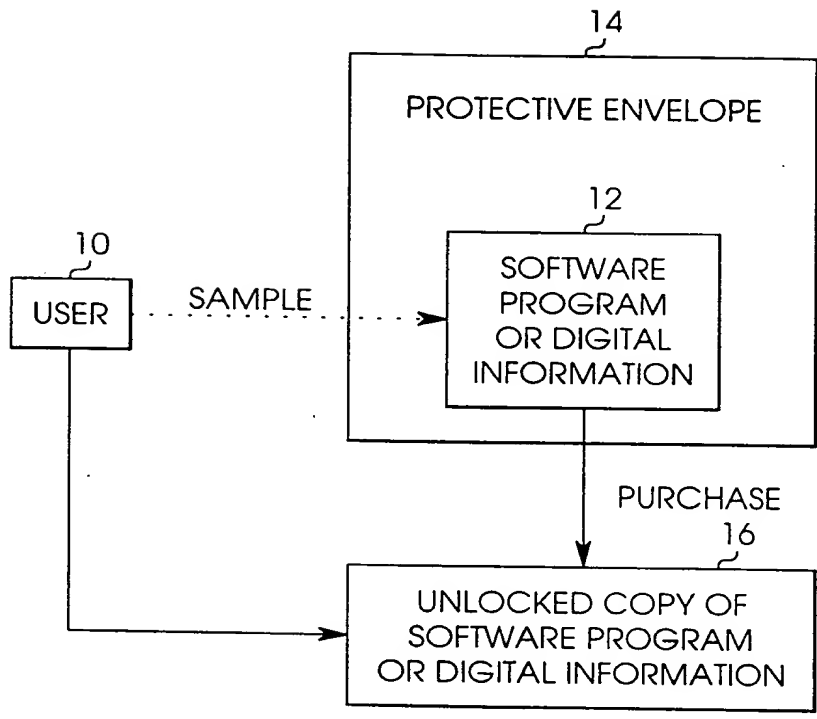 14
PROTECTIVE ENVELOPE
12
SOFTWARE
PROGRAM
OR DIGITAL
INFORMATION
10
USER
SAMPLE
PURCHASE
16
UNLOCKED COPY OF
SOFTWARE PROGRAM
OR DIGITAL INFORMATION